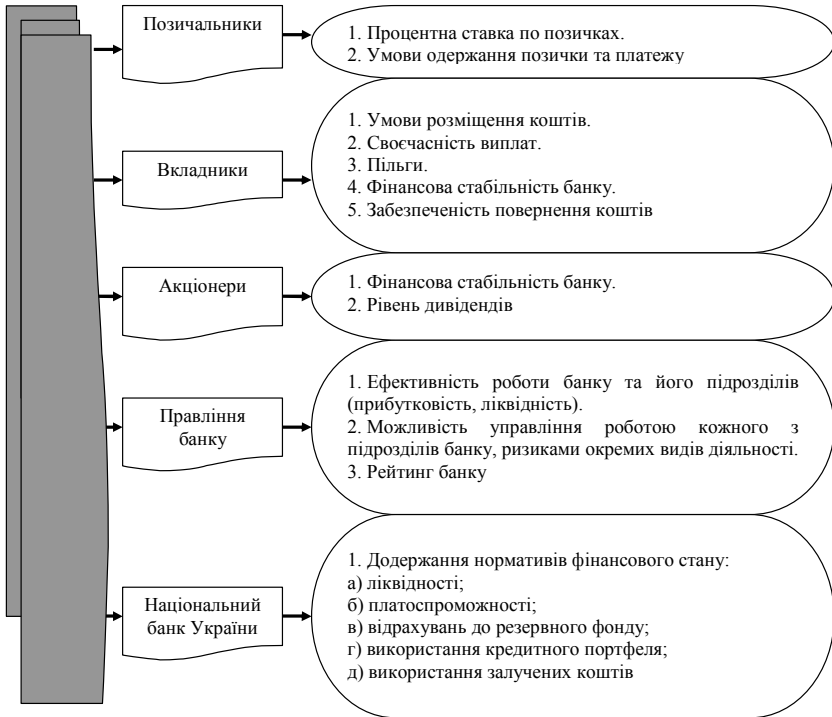 Позичальники
1. Процентна ставка по позичках.
2. Умови одержання позички та платежу
Вкладники
1. Умови розміщення коштів.
2. Своєчасність виплат.
3. Пільги.
4. Фінансова стабільність банку.
5. Забезпеченість повернення коштів
Акціонери
1. Фінансова стабільність банку.
2. Рівень дивідендів
Правління
банку
1. Ефективність роботи банку та його підрозділів
(прибутковість, ліквідність).
2. Можливість управління роботою кожного з
підрозділів банку, ризиками окремих видів діяльності.
3. Рейтинг банку
Національний
банк України
1. Додержання нормативів фінансового стану:
а) ліквідності;
б) платоспроможності;
в) відрахувань до резервного фонду;
г) використання кредитного портфеля;
д) використання залучених коштів